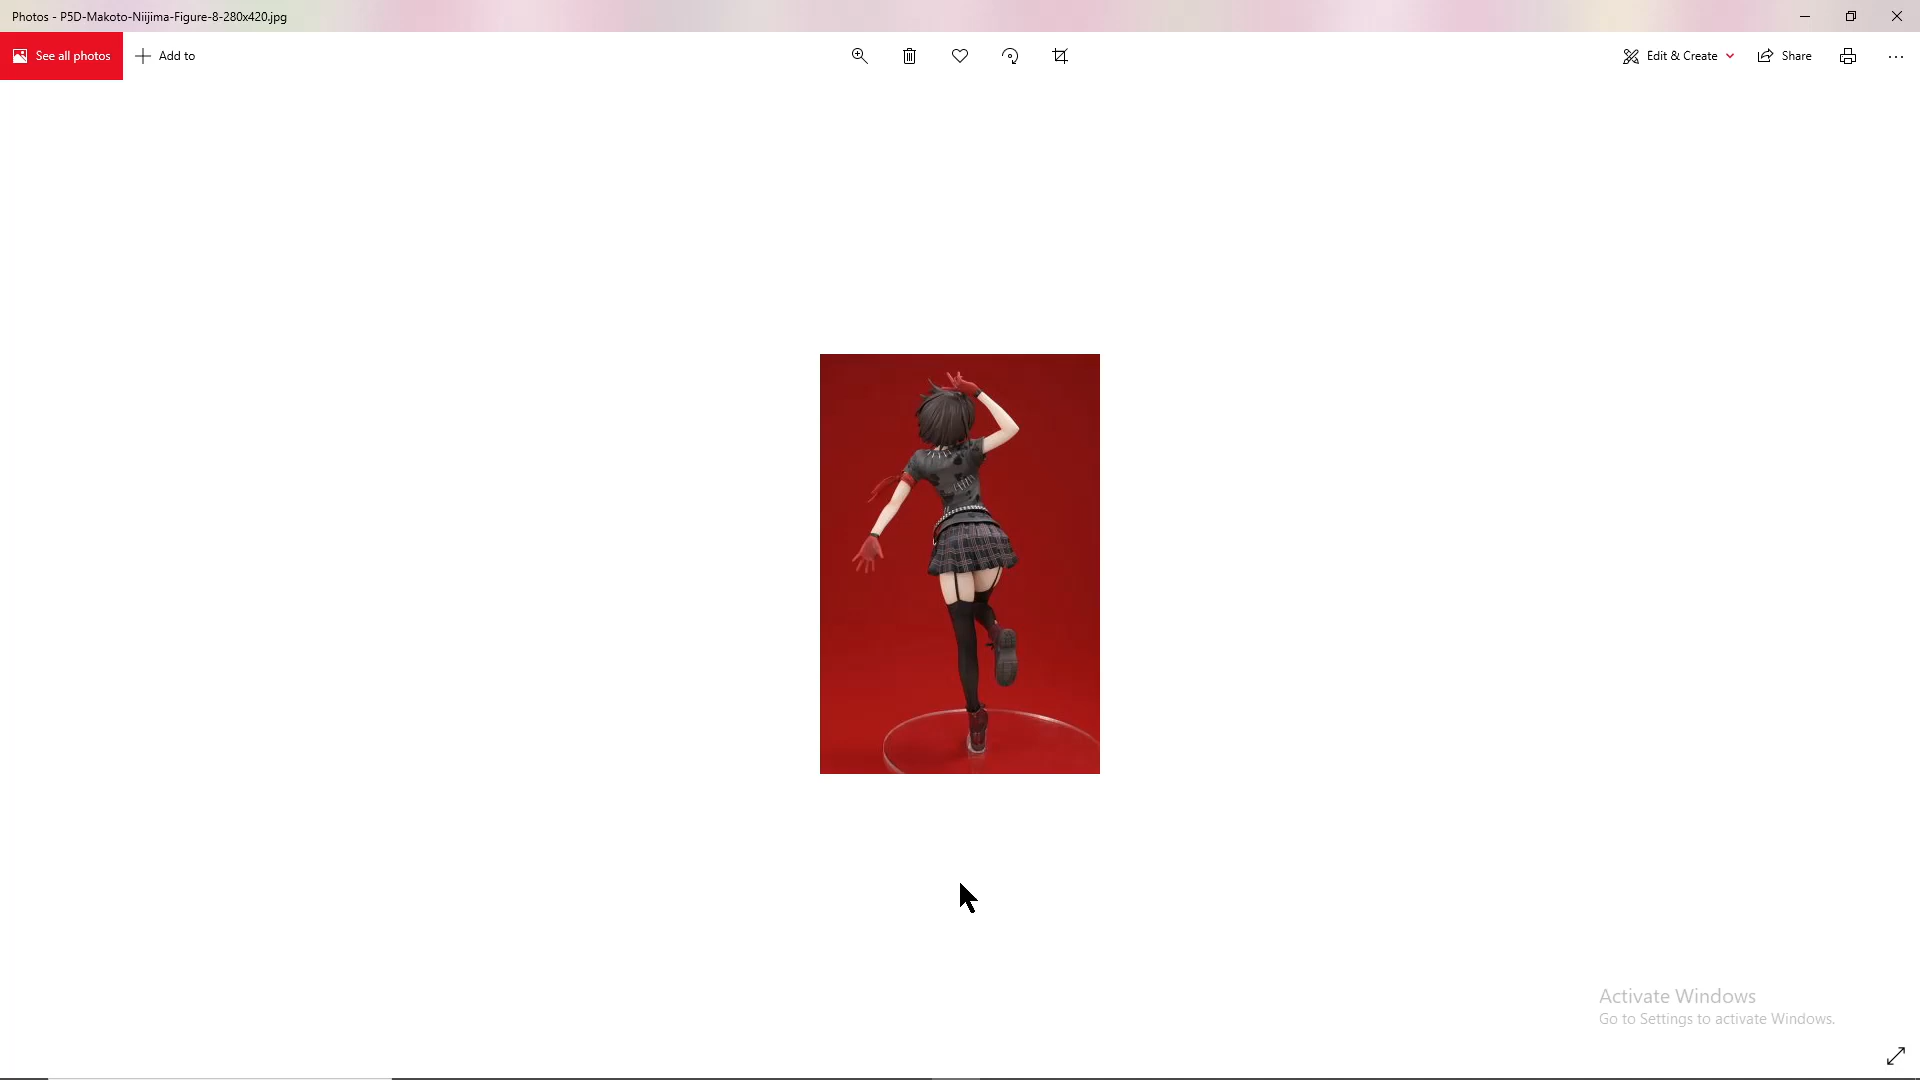 Photos - P5D-Makoto-Niijima-Figure-8-280x420.jpg
See all photos
Add to
Edit & Create
Share
Activate Windows
Go to Settings to activate Windows.